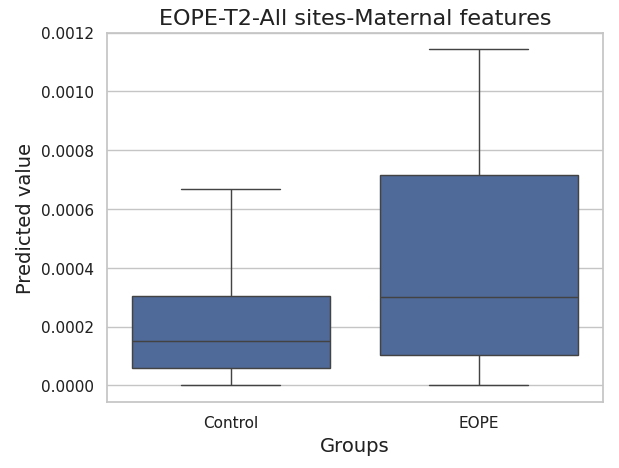 EOPE-T2-All sites-Maternal features
Predicted value
0.0012
0.0010
0.0008
0.0006
0.0004
0.0002
0.0000
Control
EOPE
Groups